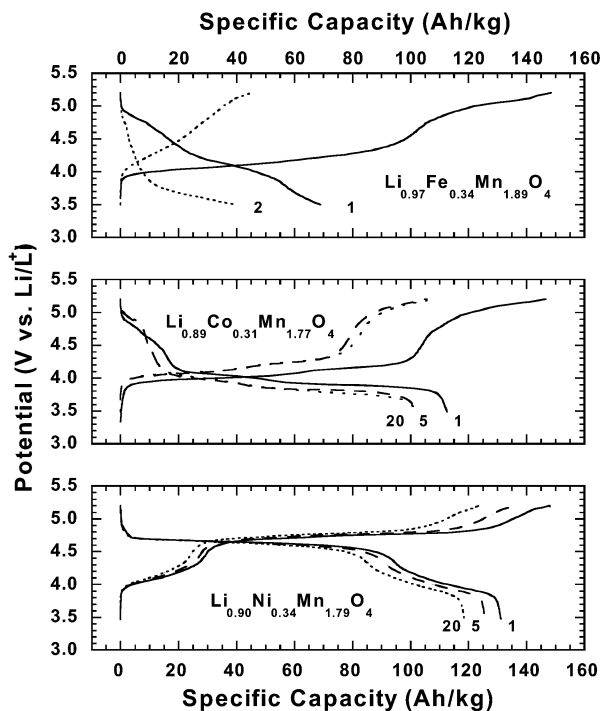 Specific Capacity (Ah/kg)
0 20 40 60 80 100 120 140 160
5.5
5.0
4.5
4.0
3.5
3.0
Li0.97Fe0.34Mn1.89O4
2 1
Potential (V vs. Li/Li+)
5.5
5.0
4.5
4.0
3.5
3.0
Li0.89Co0.31Mn1.77O4
20 5 1
5.5
5.0
4.5
4.0
3.5
3.0
Li0.90Ni0.34Mn1.79O4
20 5 1
0 20 40 60 80 100 120 140 160
Specific Capacity (Ah/kg)